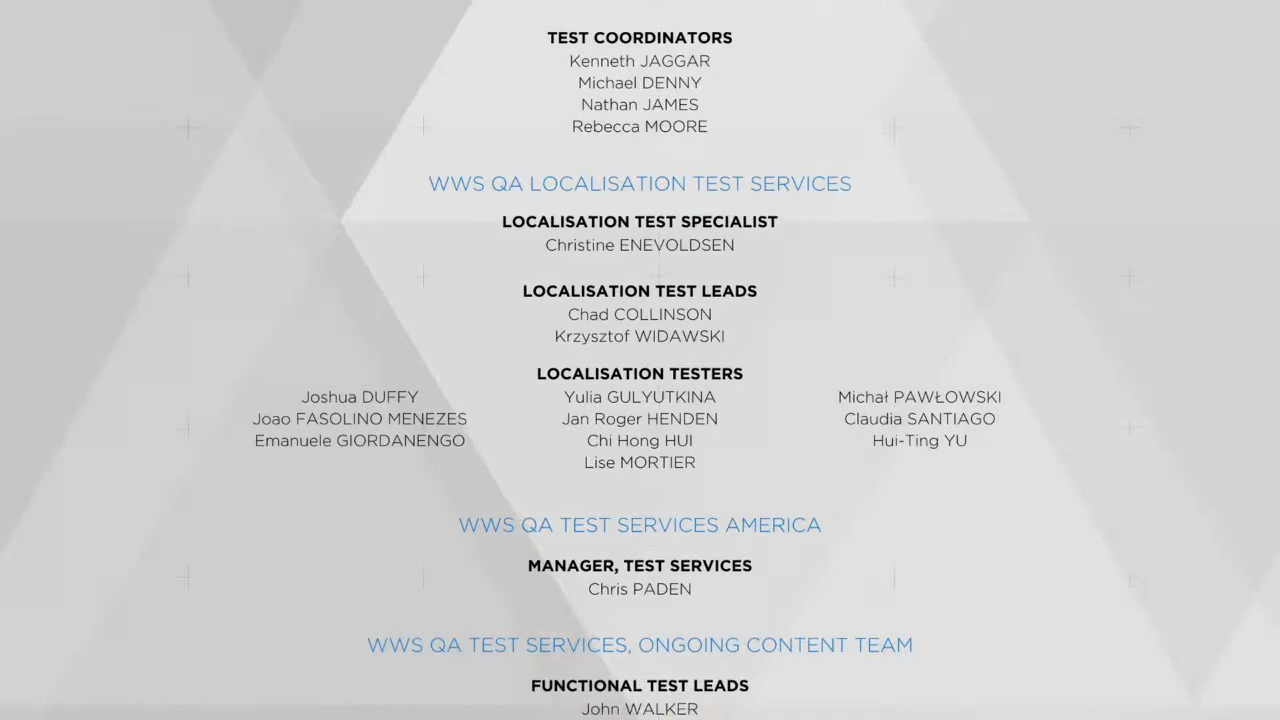 TEST COORDINATORS
Kenneth JAGGAR
Michael DENNY
Nathan JAMES
Rebecca MOORE
WWS QA LOCALISATION TEST SERVICES
LOCALISATION TEST SPECIALIST
Christine ENEVOLDSEN
LOCALISATION TEST LEADS
Chad COLLINSON
Krzysztof WIDAWSKI
LOCALISATION TESTERS
Joshua DUFFY Yulia GULYUTKINA Michał PAWŁOWSKI
Joao FASOLINO MENEZES Jan Roger HENDEN Claudia SANTIAGO
Emanuele GIORDANENGO Chi Hong HUI Hui-Ting YU
Lise MORTIER
WWS QA TEST SERVICES AMERICA
MANAGER, TEST SERVICES
Chris PADEN
WWS QA TEST SERVICES, ONGOING CONTENT TEAM
FUNCTIONAL TEST LEADS
John WALKER